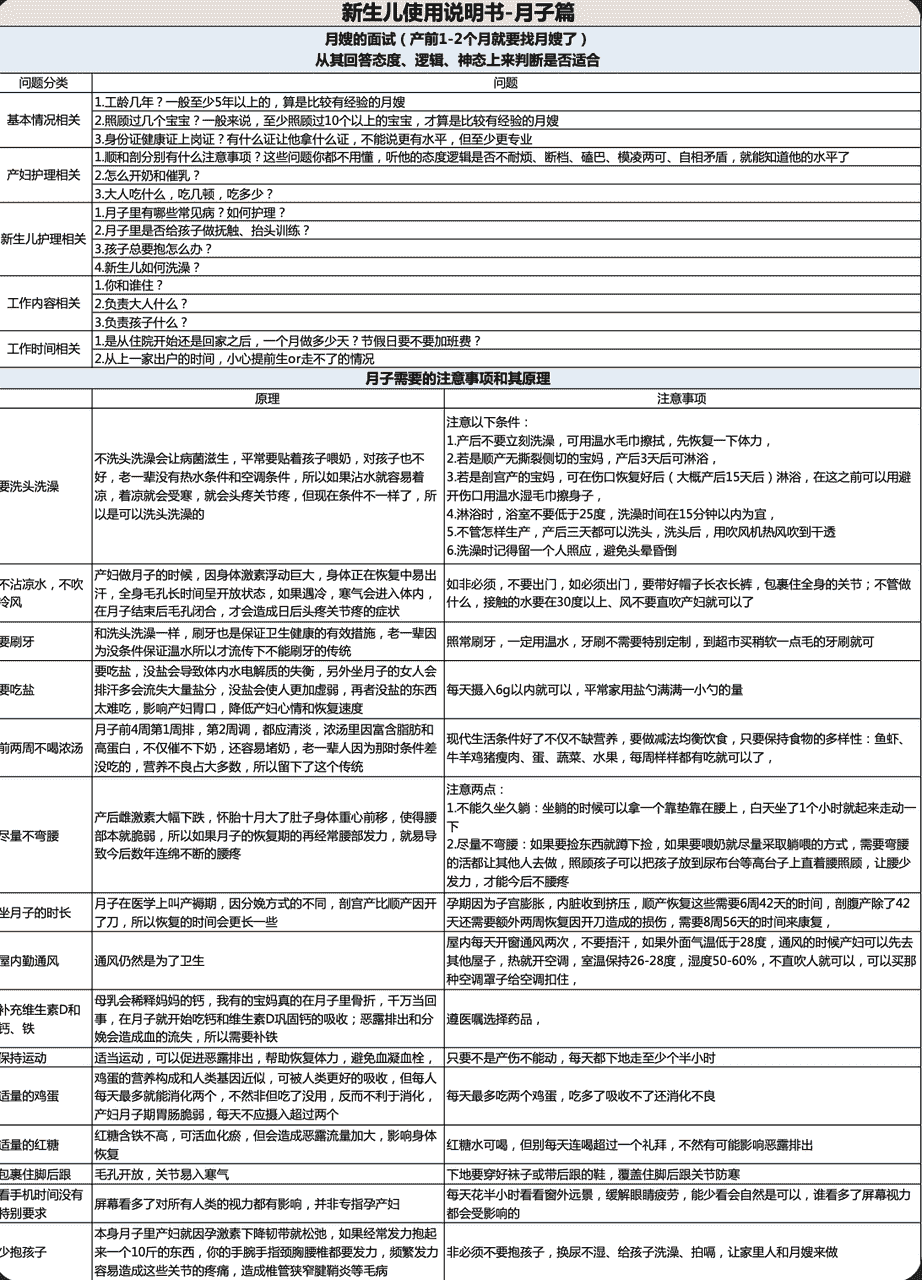 新生儿使用说明书-月子篇
月嫂的面试（产前1-2个月就要找月嫂了）
从其回答态度、逻辑、神态上来判断是否适合
问题分类
问题
基本情况相关
1.工龄几年？一般至少5年以上的，算是比较有经验的月嫂
2.照顾过几个宝宝？一般来说，至少照顾过10个以上的宝宝，才算是比较有经验的月嫂
3.身份证健康证上岗证？有什么证让他拿什么证，不能说更有水平，但至少更专业
产妇护理相关
1.顺和剖分别有什么注意事项？这些问题你都不用懂，听他的态度逻辑是否不耐烦、断档、磕巴、模凌两可、自相矛盾，就能知道他的水平了
2.怎么开奶和催乳？
3.大人吃什么，吃几顿，吃多少？
新生儿护理相关
1.月子里有哪些常见病？如何护理？
2.月子里是否给孩子做抚触、抬头训练？
3.孩子总要抱怎么办？
4.新生儿如何洗澡？
工作内容相关
1.你和谁住？
2.负责大人什么？
3.负责孩子什么？
工作时间相关
1.是从住院开始还是回家之后，一个月做多少天？节假日要不要加班费？
2.从上一家出户的时间，小心提前生or走不了的情况
月子需要的注意事项和其原理
原理
注意事项
要洗头洗澡
不洗头洗澡会让病菌滋生，平常要贴着孩子喂奶，对孩子也不
好，老一辈没有热水条件和空调条件，所以如果沾水就容易着
凉，着凉就会受寒，就会头疼关节疼，但现在条件不一样了，所
以是可以洗头洗澡的
注意以下条件：
1.产后不要立刻洗澡，可用温水毛巾擦拭，先恢复一下体力，
2.若是顺产无撕裂侧切的宝妈，产后3天后可淋浴，
3.若是剖宫产的宝妈，可在伤口恢复好后（大概产后15天后）淋浴，在这之前可以用避
开伤口用温水湿毛巾擦身子，
4.淋浴时，浴室不要低于25度，洗澡时间在15分钟以内为宜，
5.不管怎样生产，产后三天都可以洗头，洗头后，用吹风机热风吹到干透
6.洗澡时记得留一个人照应，避免头晕昏倒
不沾凉水，不吹
冷风
产妇做月子的时候，因身体激素浮动巨大，身体正在恢复中易出
汗，全身毛孔长时间呈开放状态，如果遇冷，寒气会进入体内，
在月子结束后毛孔闭合，才会造成日后头疼关节疼的症状
如非必须，不要出门，如必须出门，要带好帽子长衣长裤，包裹住全身的关节；不管做
什么，接触的水要在30度以上、风不要直吹产妇就可以了
要刷牙
和洗头洗澡一样，刷牙也是保证卫生健康的有效措施，老一辈因
为没条件保证温水所以才流传下不能刷牙的传统
照常刷牙，一定用温水，牙刷不需要特别定制，到超市买稍软一点毛的牙刷就可
要吃盐
要吃盐，没盐会导致体内水电解质的失衡，另外坐月子的女人会
排汗多会流失大量盐分，没盐会使人更加虚弱，再者没盐的东西
太难吃，影响产妇胃口，降低产妇心情和恢复速度
每天摄入6g以内就可以，平常家用盐勺满满一小勺的量
前两周不喝浓汤
月子前4周第1周排，第2周调，都应清淡，浓汤里因富含脂肪和
高蛋白，不仅催不下奶，还容易堵奶，老一辈人因为那时条件差
没吃的，营养不良占大多数，所以留下了这个传统
现代生活条件好了不仅不缺营养，要做减法均衡饮食，只要保持食物的多样性：鱼虾、
牛羊鸡猪瘦肉、蛋、蔬菜、水果，每周样样都有吃就可以了，
尽量不弯腰
产后雌激素大幅下跌，怀胎十月大了肚子身体重心前移，使得腰
部本就脆弱，所以如果月子的恢复期的再经常腰部发力，就易导
致今后数年连绵不断的腰疼
注意两点：
1.不能久坐久躺：坐躺的时候可以拿一个靠垫靠在腰上，白天坐了1个小时就起来走动一
下
2.尽量不弯腰：如果要捡东西就蹲下捡，如果要喂奶就尽量采取躺喂的方式，需要弯腰
的活都让其他人去做，照顾孩子可以把孩子放到尿布台等高台子上直着腰照顾，让腰少
发力，才能今后不腰疼
坐月子的时长
月子在医学上叫产褥期，因分娩方式的不同，剖宫产比顺产因开
了刀，所以恢复的时间会更长一些
孕期因为子宫膨胀，内脏收到挤压，顺产恢复这些需要6周42天的时间，剖腹产除了42
天还需要额外两周恢复因开刀造成的损伤，需要8周56天的时间来康复，
屋内勤通风
通风仍然是为了卫生
屋内每天开窗通风两次，不要捂汗，如果外面气温低于28度，通风的时候产妇可以先去
其他屋子，热就开空调，室温保持26-28度，湿度50-60%，不直吹人就可以，可以买那
种空调罩子给空调扣住，
补充维生素D和
钙、铁
母乳会稀释妈妈的钙，我有的宝妈真的在月子里骨折，千万当回
事，在月子就开始吃钙和维生素D巩固钙的吸收；恶露排出和分
娩会造成血的流失，所以需要补铁
遵医嘱选择药品，
保持运动
适当运动，可以促进恶露排出，帮助恢复体力，避免血凝血栓，
只要不是产伤不能动，每天都下地走至少个半小时
适量的鸡蛋
鸡蛋的营养构成和人类基因近似，可被人类更好的吸收，但每人
每天最多就能消化两个，不然非但吃了没用，反而不利于消化，
产妇月子期胃肠脆弱，每天不应摄入超过两个
每天最多吃两个鸡蛋，吃多了吸收不了还消化不良
适量的红糖
红糖含铁不高，可活血化瘀，但会造成恶露流量加大，影响身体
恢复
红糖水可喝，但别每天连喝超过一个礼拜，不然有可能影响恶露排出
包裹住脚后跟
毛孔开放，关节易入寒气
下地要穿好袜子或带后跟的鞋，覆盖住脚后跟关节防寒
看手机时间没有
特别要求
屏幕看多了对所有人类的视力都有影响，并非专指孕产妇
每天花半小时看看窗外远景，缓解眼睛疲劳，能少看会自然是可以，谁看多了屏幕视力
都会受影响的
少抱孩子
本身月子里产妇就因孕激素下降韧带就松弛，如果经常发力抱起
来一个10斤的东西，你的手腕手指颈胸腰椎都要发力，频繁发力
容易造成这些关节的疼痛，造成椎管狭窄腱鞘炎等毛病
非必须不要抱孩子，换尿不湿、给孩子洗澡、拍嗝，让家里人和月嫂来做